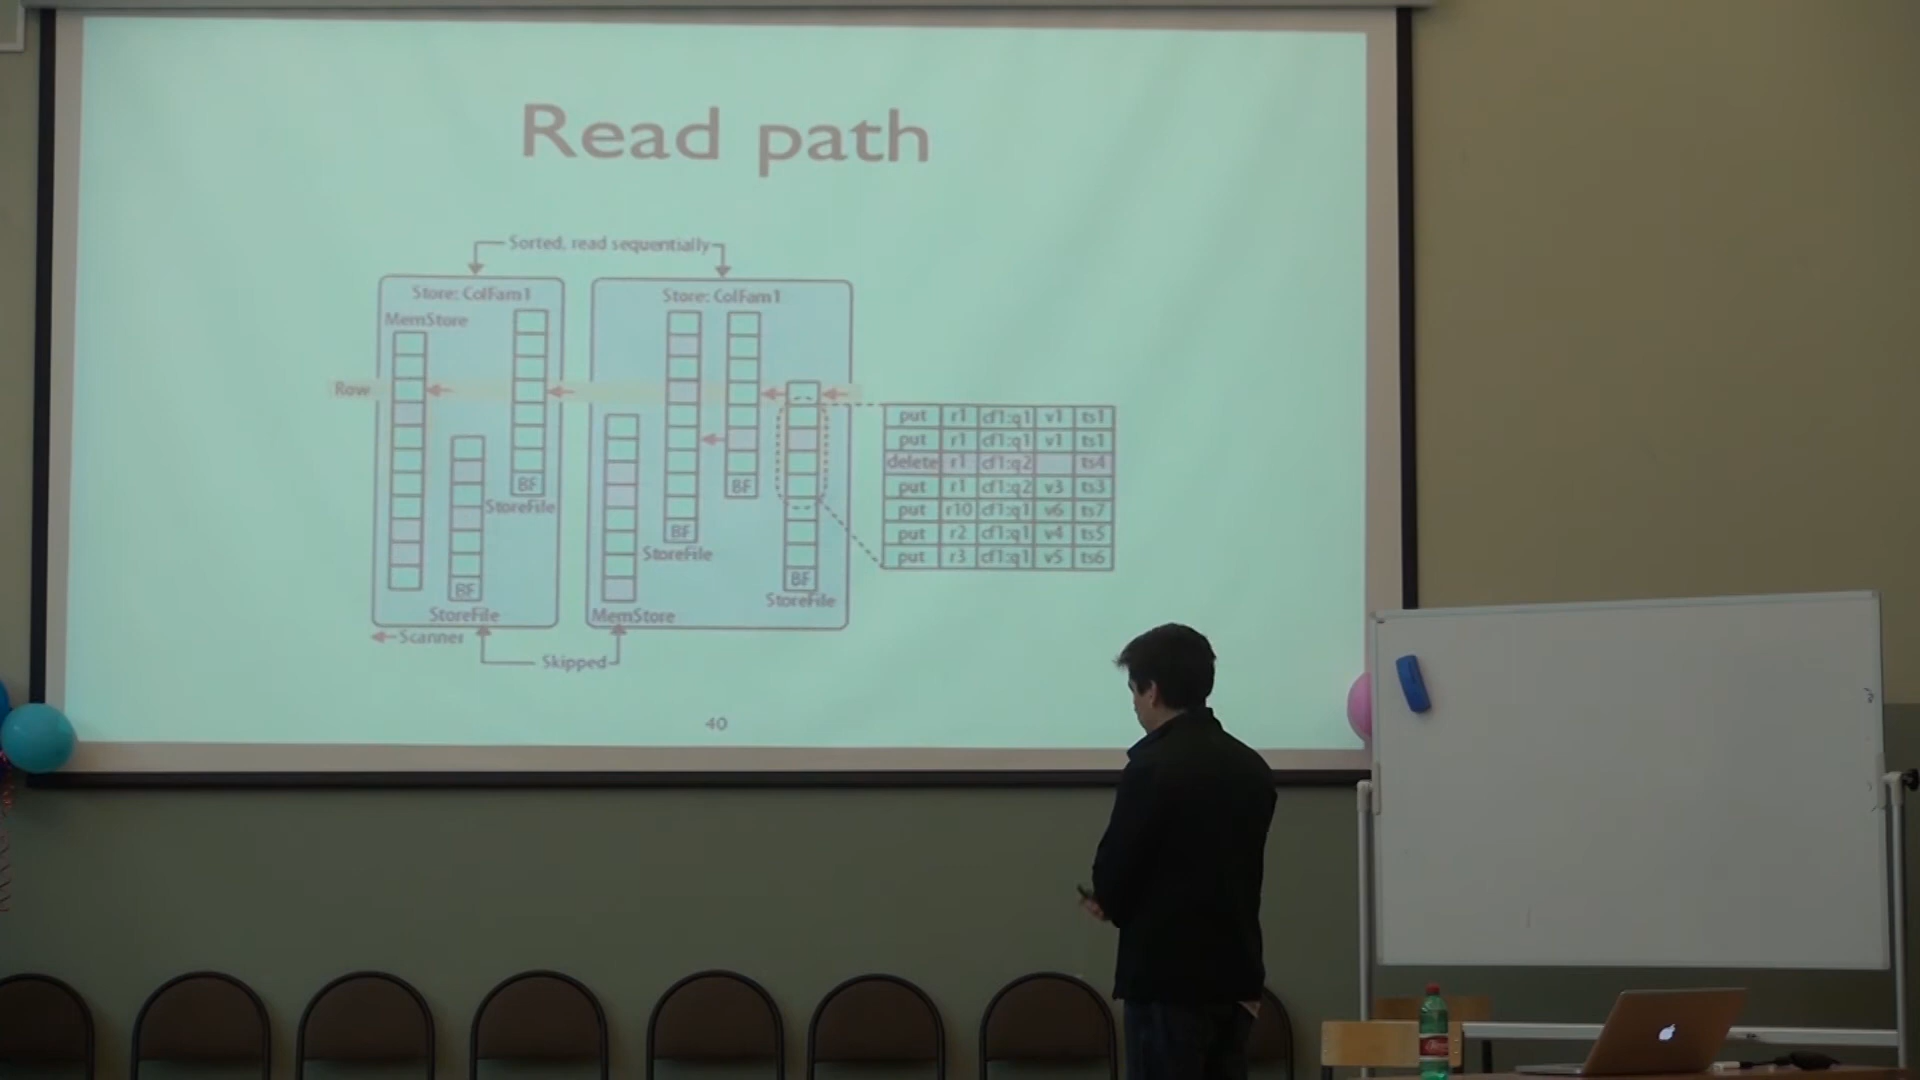 Read path
Sorted, read sequentially
Store: ColFam1
Store: ColFam1
MemStore
Row
put r1 cf1:q1 v1 ts1
put r1 cf1:q1 v1 ts1
delete r1 cf1:q2 ts4
put r1 cf1:q2 v3 ts3
put r10 cf1:q1 v6 ts7
put r2 cf1:q1 v4 ts5
put r3 cf1:q1 v5 ts6
BF
BF
StoreFile
BF
StoreFile
BF
BF
StoreFile
StoreFile
MemStore
Scanner
Skipped
40